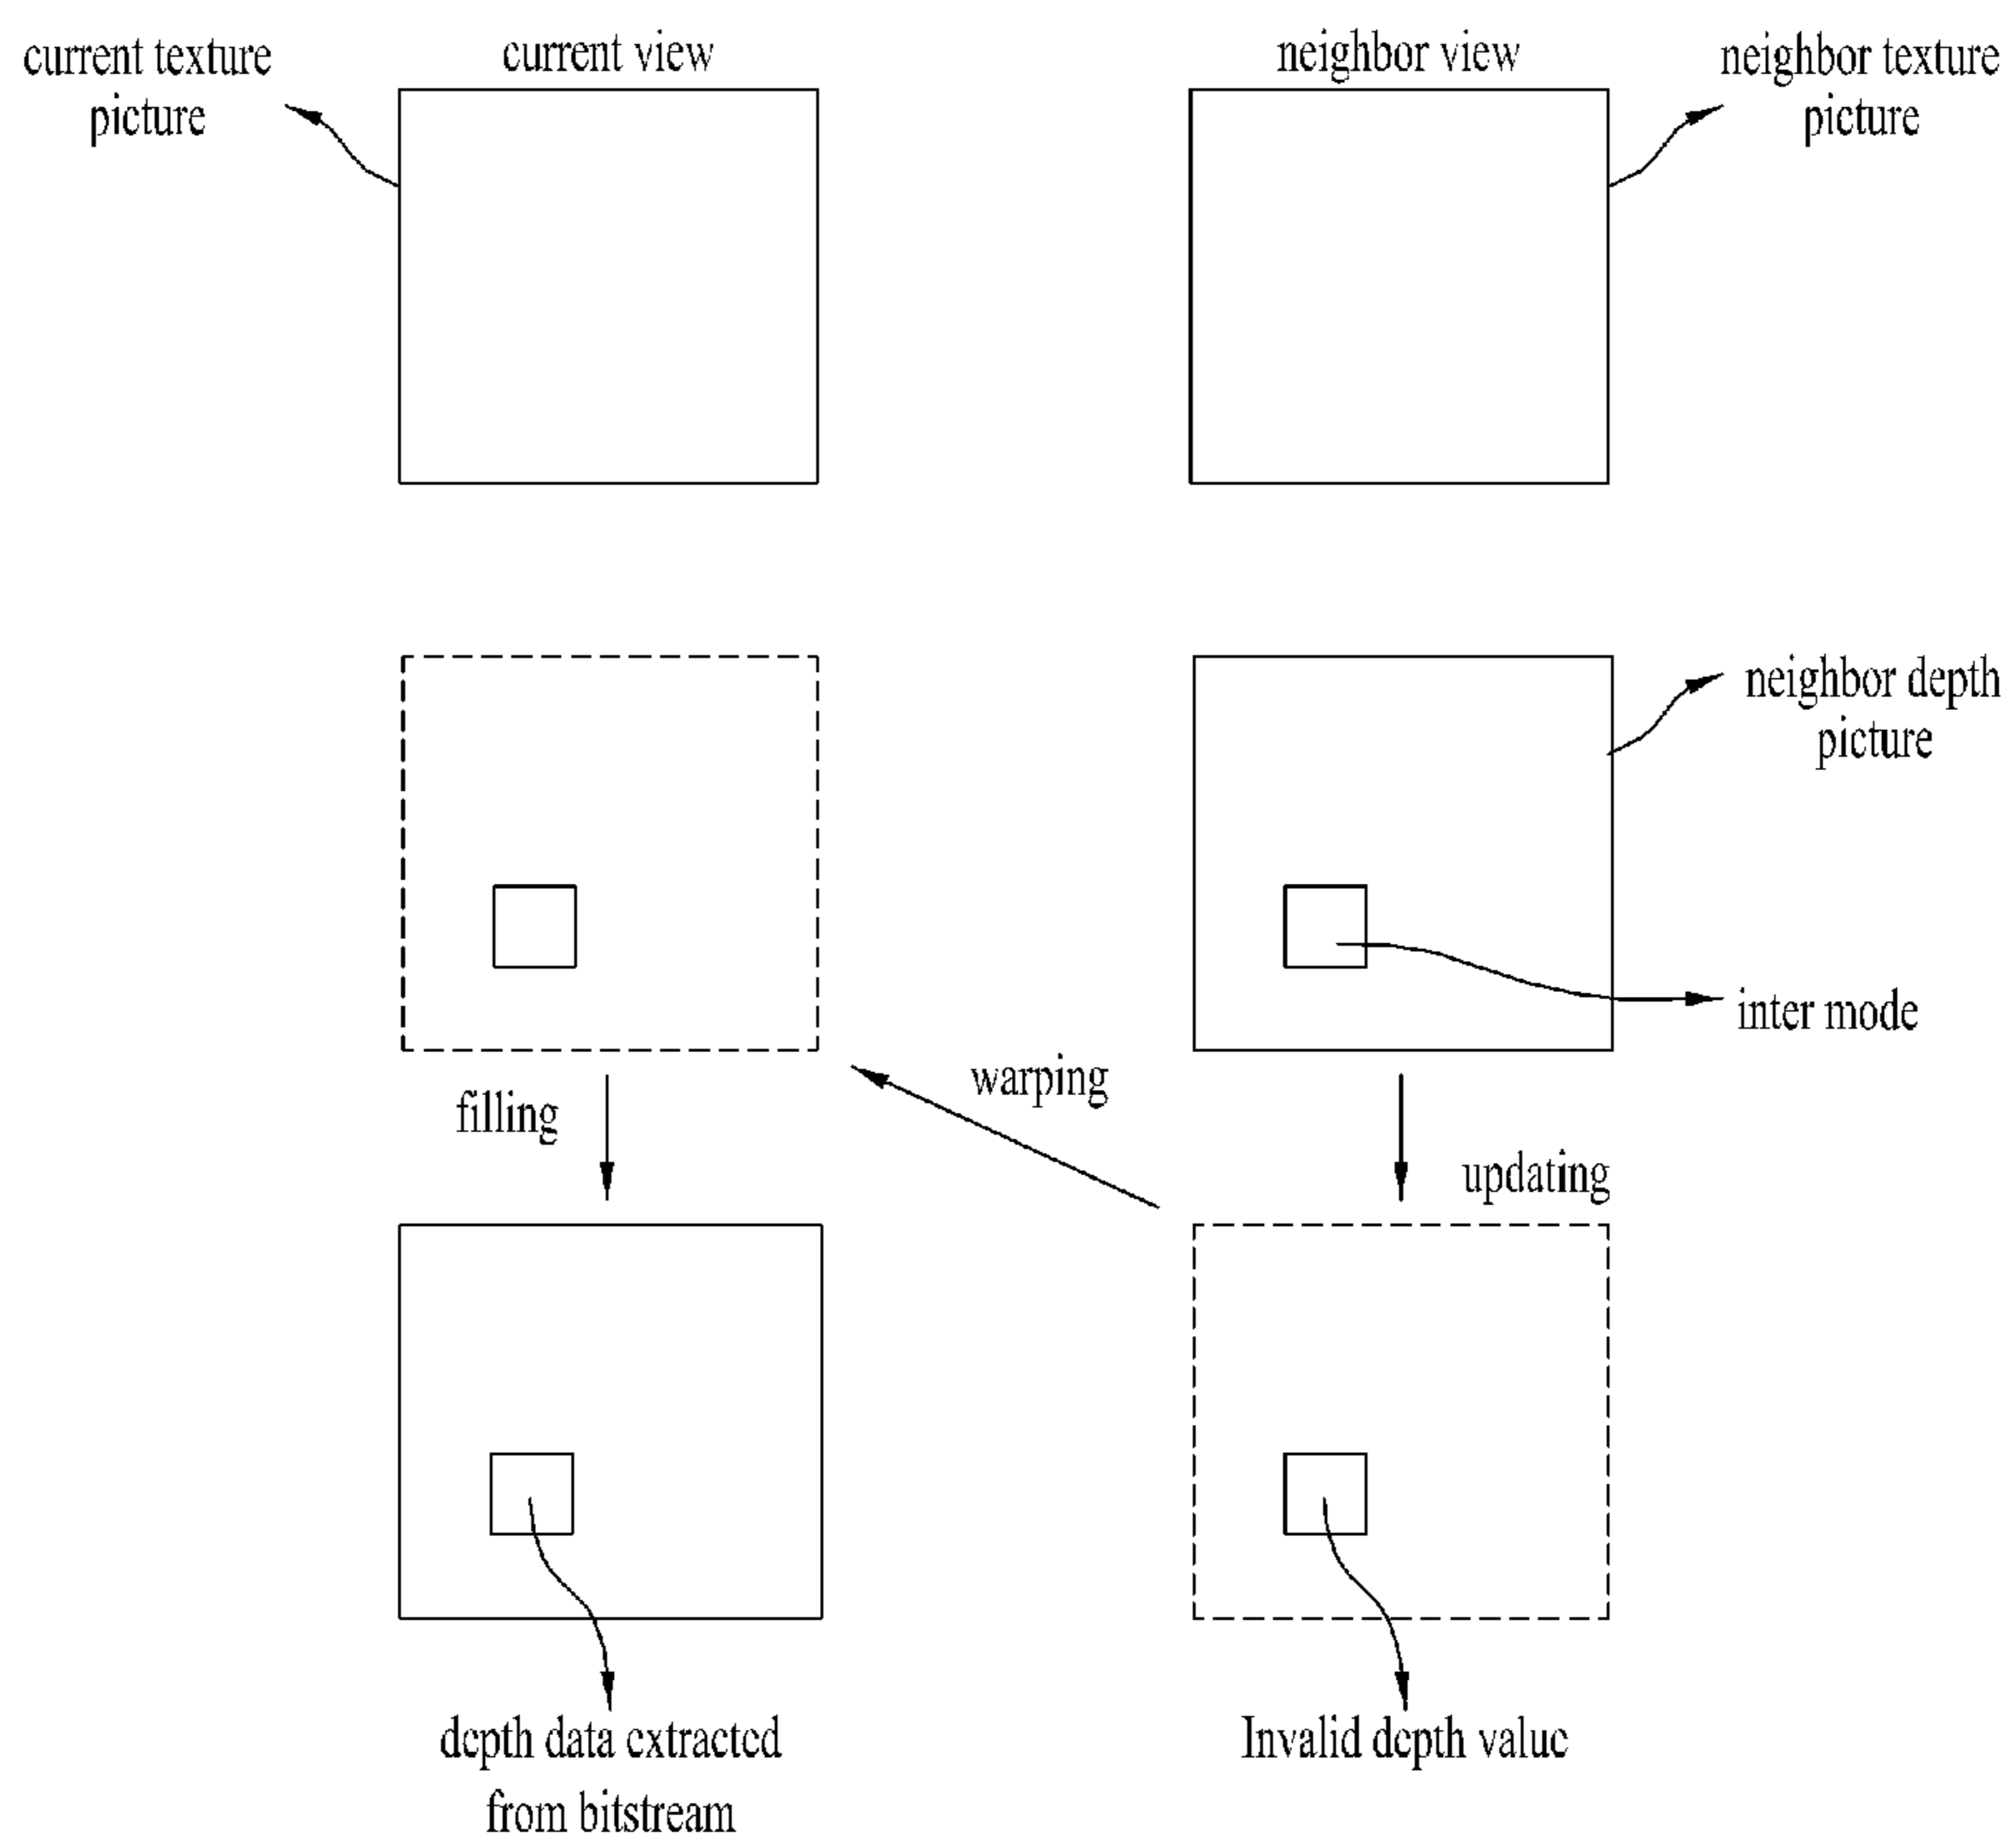 current texture
picture
current view
neighbor view
neighbor texture
picture
neighbor depth
picture
inter mode
warping
filling
updating
depth data extracted
from bitstream
Invalid depth value